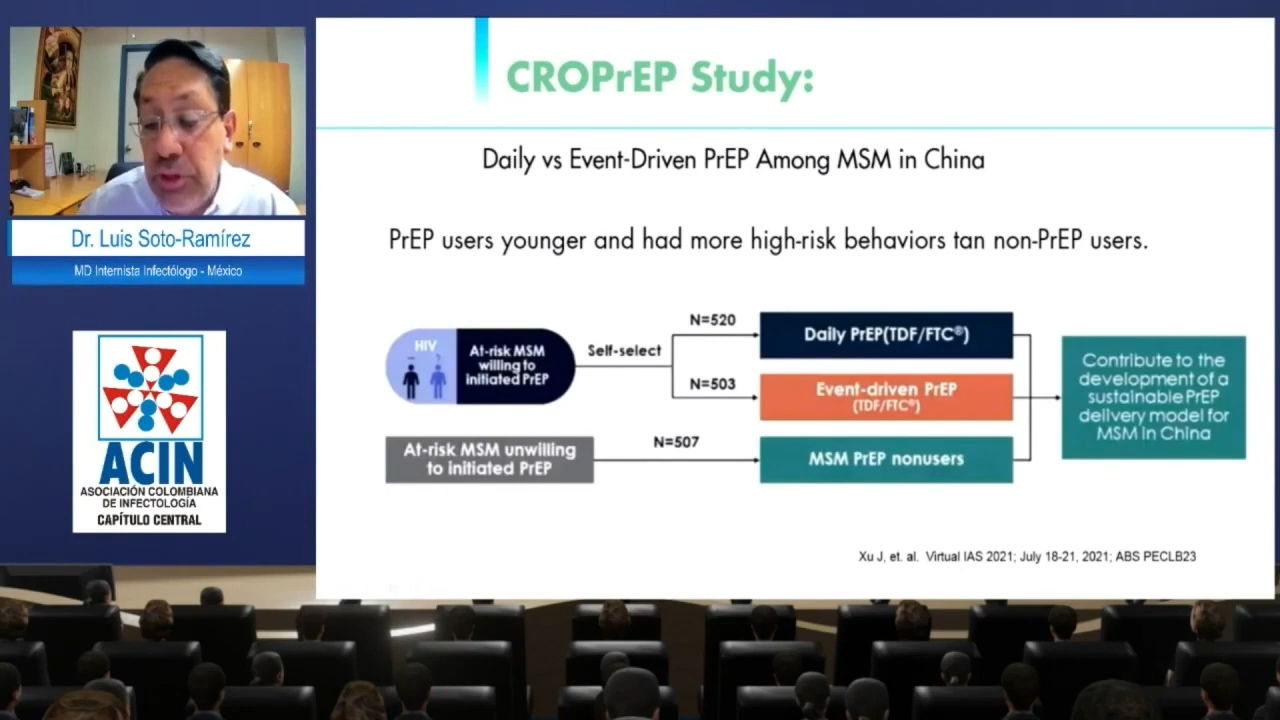 CROPrEP Study:
Daily vs Event-Driven PrEP Among MSM in China
PrEP users younger and had more high-risk behaviors tan non-PrEP users.
HIV
At-risk MSM
willing to
initiated PrEP
Self-select
N=520
Daily PrEP(TDF/FTC®)
N=503
Event-driven PrEP
(TDF/FTC®)
At-risk MSM unwilling
to initiated PrEP
N=507
MSM PrEP nonusers
Contribute to the
development of a
sustainable PrEP
delivery model for
MSM in China
Xu J, et. al. Virtual IAS 2021; July 18-21, 2021; ABS PECLB23
Dr. Luis Soto-Ramírez
MD Internista Infectólogo - México
ACIN
ASOCIACIÓN COLOMBIANA
DE INFECTOLOGÍA
CAPÍTULO CENTRAL